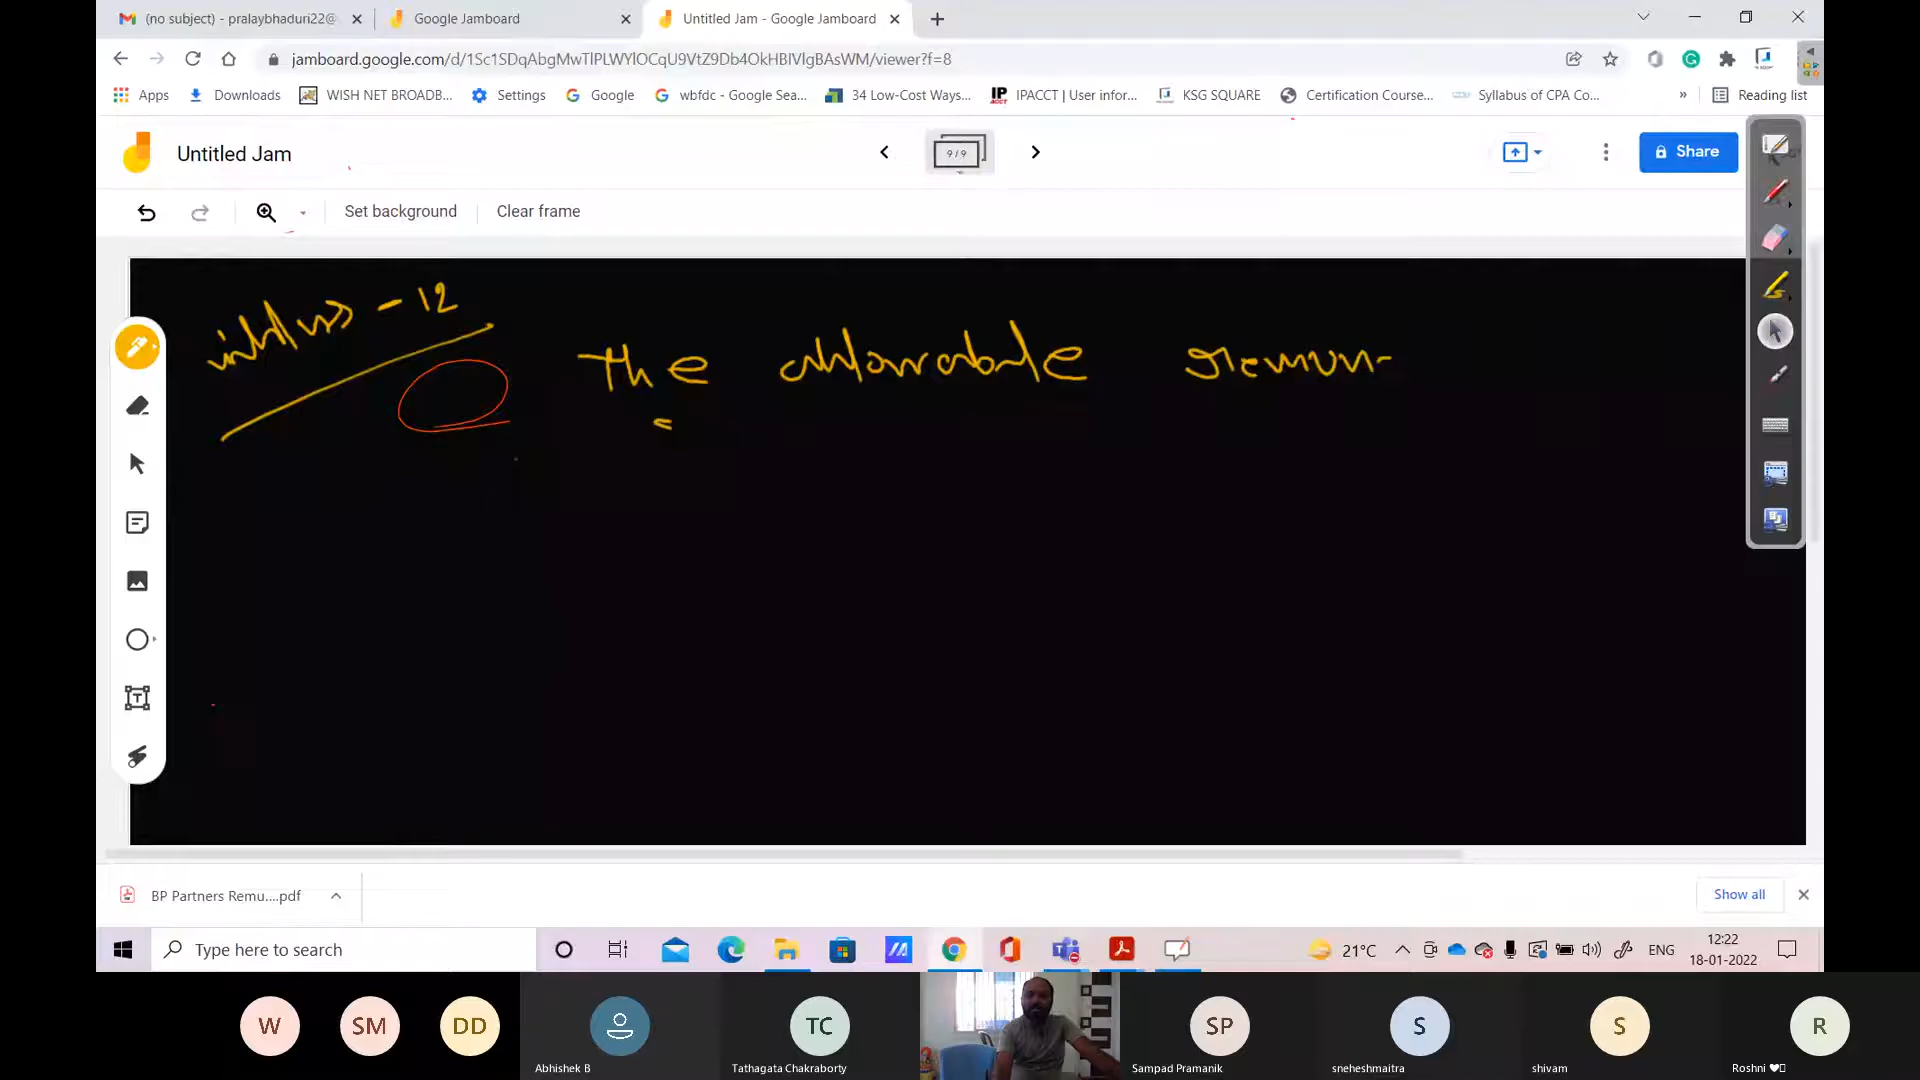 (no subject) - pralaybhaduri22@
Google Jamboard
Untitled Jam - Google Jamboard
jamboard.google.com/d/1Sc1SDqAbgMwTlPLWYlOCqU9VtZ9Db4OkHBIVlgBAsWM/viewer?f=8
Apps Downloads WISH NET BROADB... Settings Google wbfdc - Google Sea... 34 Low-Cost Ways... IPACCT | User infor... KSG SQUARE Certification Course... Syllabus of CPA Co... » Reading list
Untitled Jam
9 / 9
Share
Set background
Clear frame
- 12
The allowable remun-
BP Partners Remu....pdf
Show all
Type here to search
21°C
ENG
12:22
18-01-2022
W SM DD TC SP S S R
Abhishek B Tathagata Chakraborty Sampad Pramanik sneheshmaitra shivam Roshni ❤